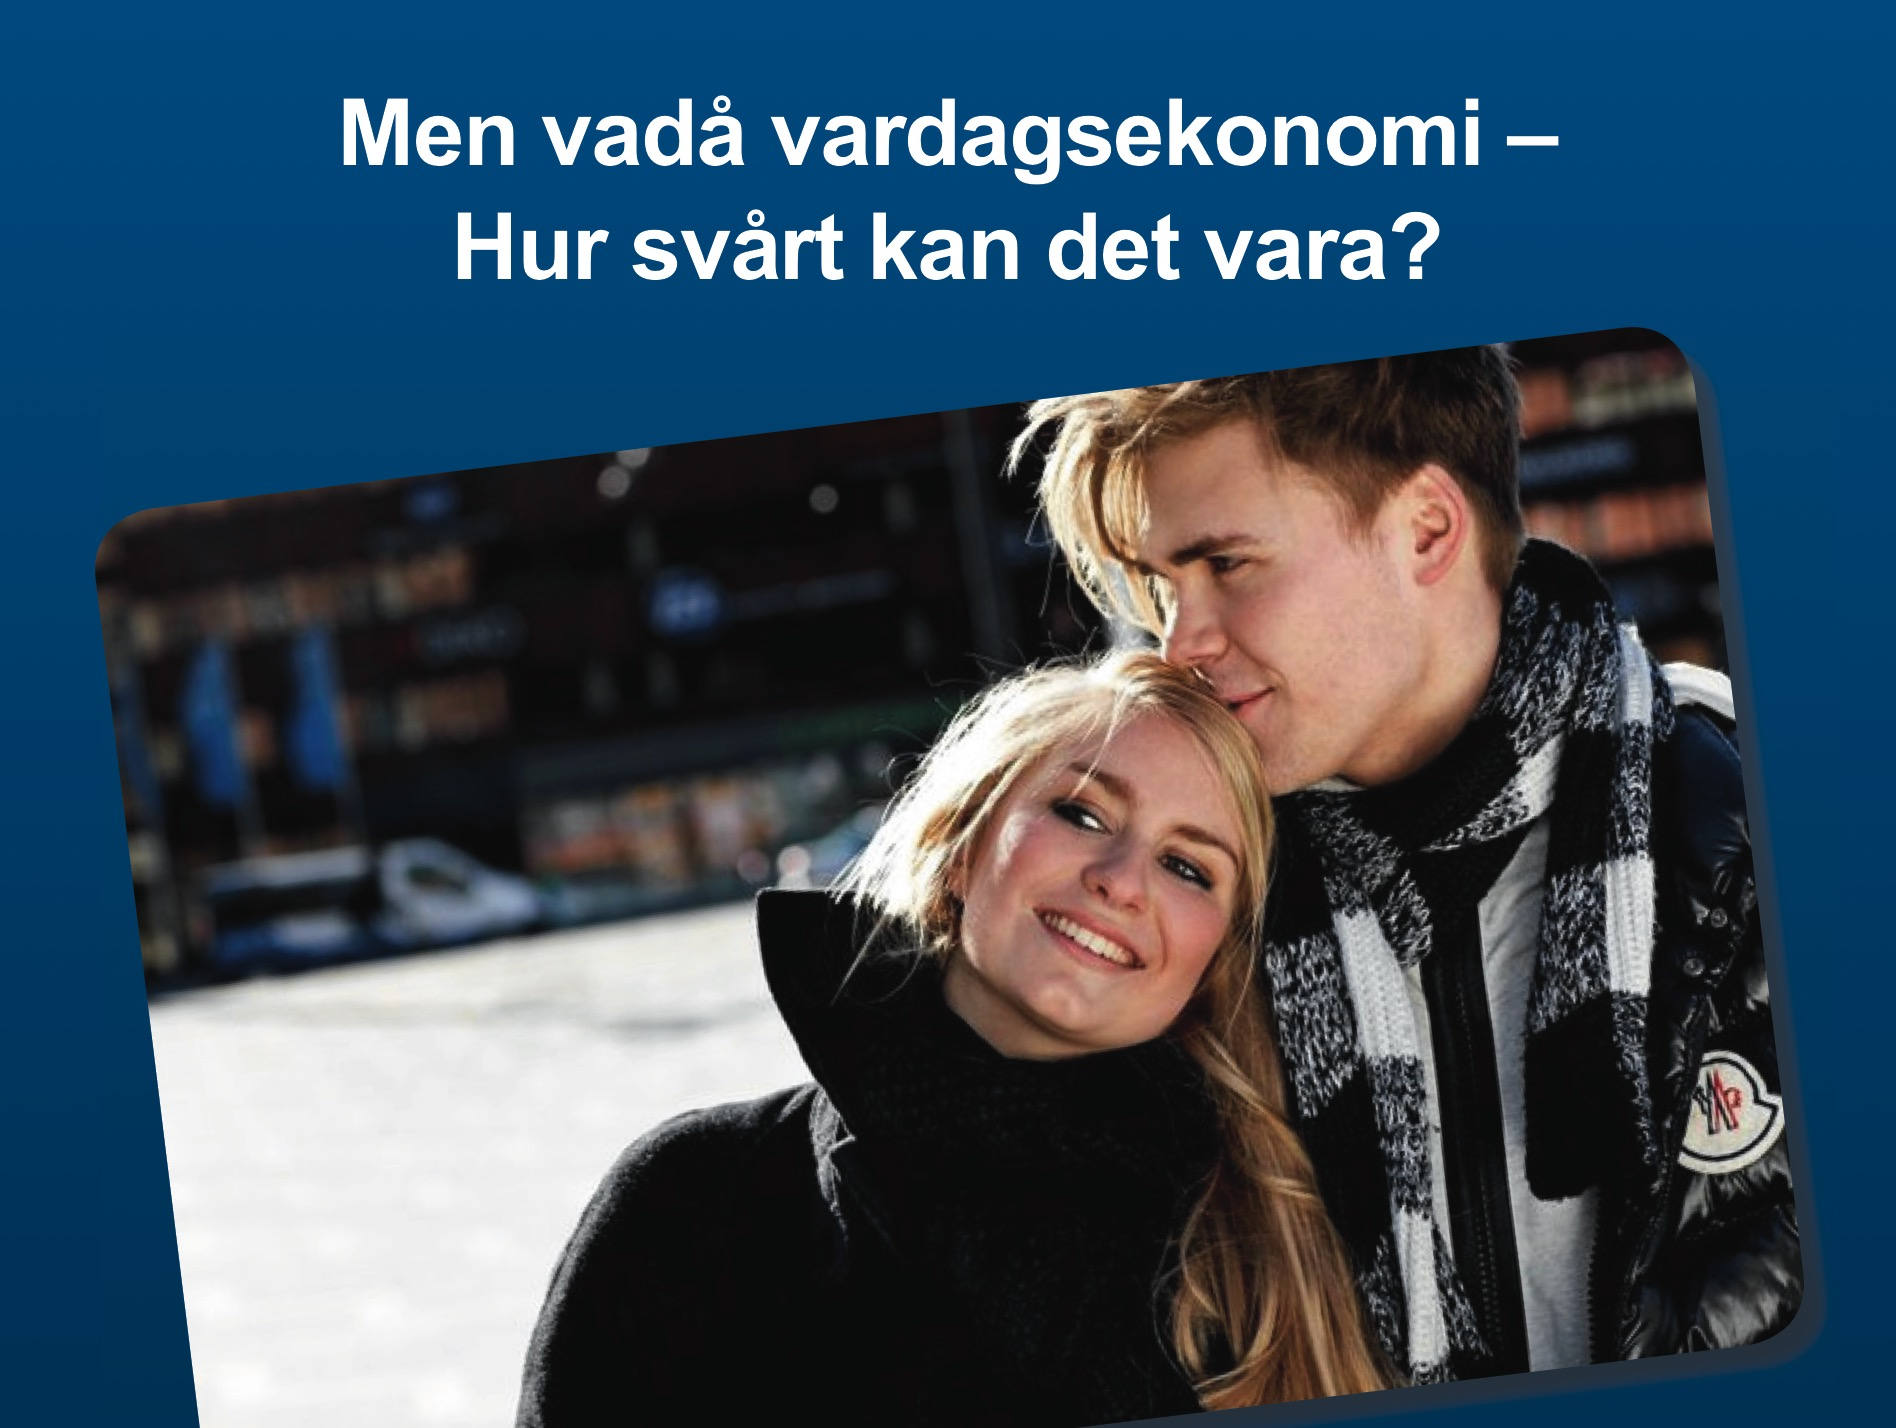 Men vadå vardagsekonomi –
Hur svårt kan det vara?